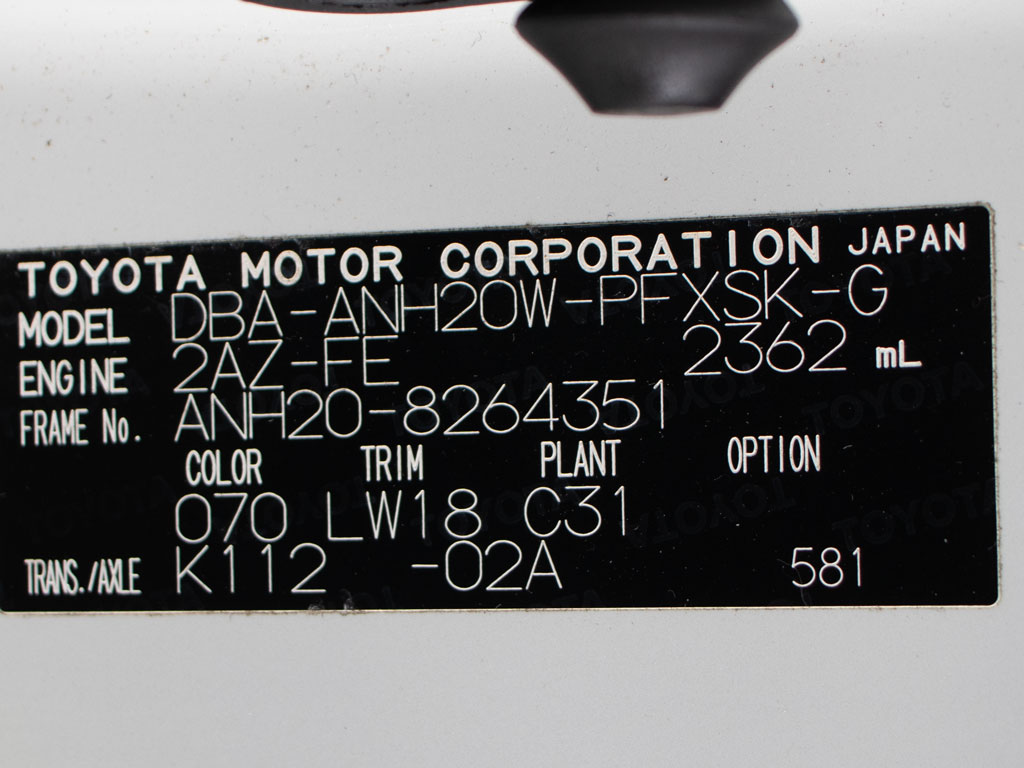 TOYOTA MOTOR CORPORATION JAPAN
MODEL DBA-ANH20W-PFXSK-G
ENGINE 2AZ-FE 2362 mL
FRAME No. ANH20-8264351
COLOR TRIM PLANT OPTION
070 LW18 C31
TRANS./AXLE K112 -02A 581